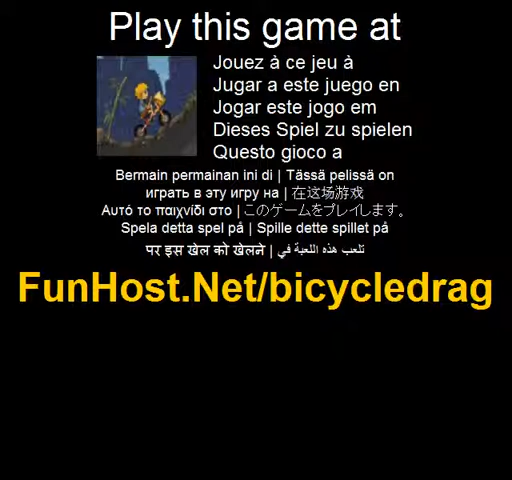 Play this game at
Jouez à ce jeu à
Jugar a este juego en
Jogar este jogo em
Dieses Spiel zu spielen
Questo gioco a
Bermain permainan ini di | Tässä pelissä on
играть в эту игру на | 在这场游戏
Αυτό το παιχνίδι στο | このゲームをプレイします。
Spela detta spel på | Spille dette spillet på
पर इस खेल को खेलने | تلعب هذه اللعبة في
FunHost.Net/bicycledrag